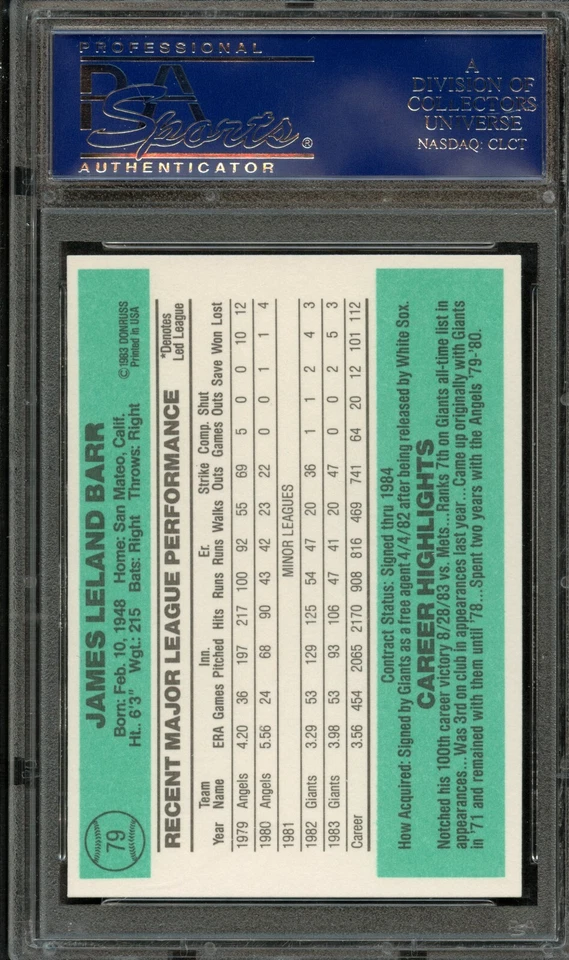 PROFESSIONAL
PSA
Sports®
AUTHENTICATOR
A
DIVISION OF
COLLECTORS
UNIVERSE
NASDAQ: CLCT
79
JAMES LELAND BARR
Born: Feb. 10, 1948 Home: San Mateo, Calif.
Ht.. 6'3" Wgt.: 215 Bats: Right Throws: Right
©1983 DONRUSS
Printed in USA
RECENT MAJOR LEAGUE PERFORMANCE
*Denotes
Led League
Team Inn. Er. Strike Comp. Shut
Year Name ERA Games Pitched Hits Runs Runs Walks Outs Games Outs Save Won Lost
1979 Angels 4.20 36 197 217 100 92 55 69 5 0 0 10 12
1980 Angels 5.56 24 68 90 43 42 23 22 0 0 1 1 4
1981 MINOR LEAGUES
1982 Giants 3.29 53 129 125 54 47 20 36 1 1 2 4 3
1983 Giants 3.98 53 93 106 47 41 20 47 0 0 2 5 3
Career 3.56 454 2065 2170 908 816 469 741 64 20 12 101 112
Contract Status: Signed thru 1984
How Acquired: Signed by Giants as a free agent 4/4/82 after being released by White Sox.
CAREER HIGHLIGHTS
Notched his 100th career victory 8/28/83 vs. Mets...Ranks 7th on Giants all-time list in
appearances...Was 3rd on club in appearances last year...Came up originally with Giants
in '71 and remained with them until '78...Spent two years with the Angels '79-'80.